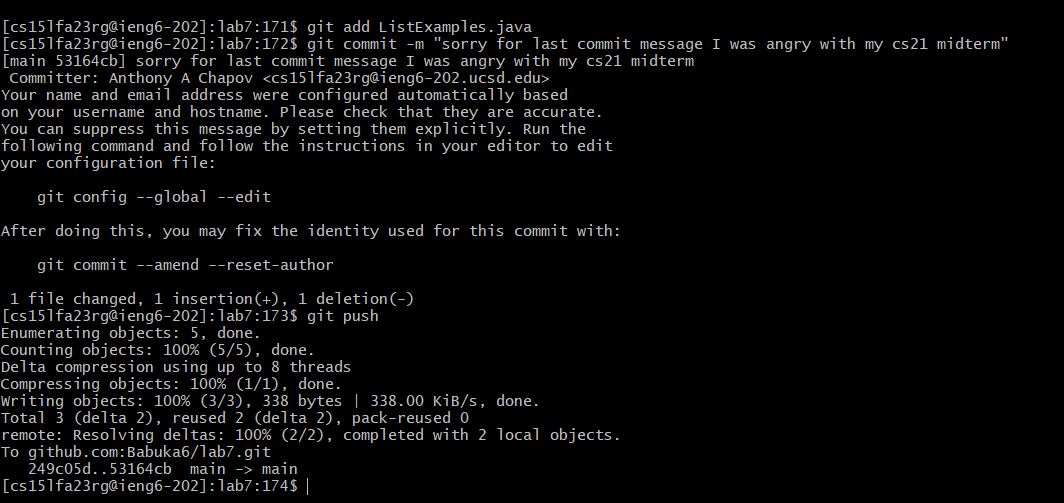 [cs15lfa23rg@ieng6-202]:lab7:171$ git add ListExamples.java
[cs15lfa23rg@ieng6-202]:lab7:172$ git commit -m "sorry for last commit message I was angry with my cs21 midterm"
[main 53164cb] sorry for last commit message I was angry with my cs21 midterm
 Committer: Anthony A Chapov <cs15lfa23rg@ieng6-202.ucsd.edu>
Your name and email address were configured automatically based
on your username and hostname. Please check that they are accurate.
You can suppress this message by setting them explicitly. Run the
following command and follow the instructions in your editor to edit
your configuration file:
    git config --global --edit
After doing this, you may fix the identity used for this commit with:
    git commit --amend --reset-author
 1 file changed, 1 insertion(+), 1 deletion(-)
[cs15lfa23rg@ieng6-202]:lab7:173$ git push
Enumerating objects: 5, done.
Counting objects: 100% (5/5), done.
Delta compression using up to 8 threads
Compressing objects: 100% (1/1), done.
Writing objects: 100% (3/3), 338 bytes | 338.00 KiB/s, done.
Total 3 (delta 2), reused 2 (delta 2), pack-reused 0
remote: Resolving deltas: 100% (2/2), completed with 2 local objects.
To github.com:Babuka6/lab7.git
   249c05d..53164cb  main -> main
[cs15lfa23rg@ieng6-202]:lab7:174$